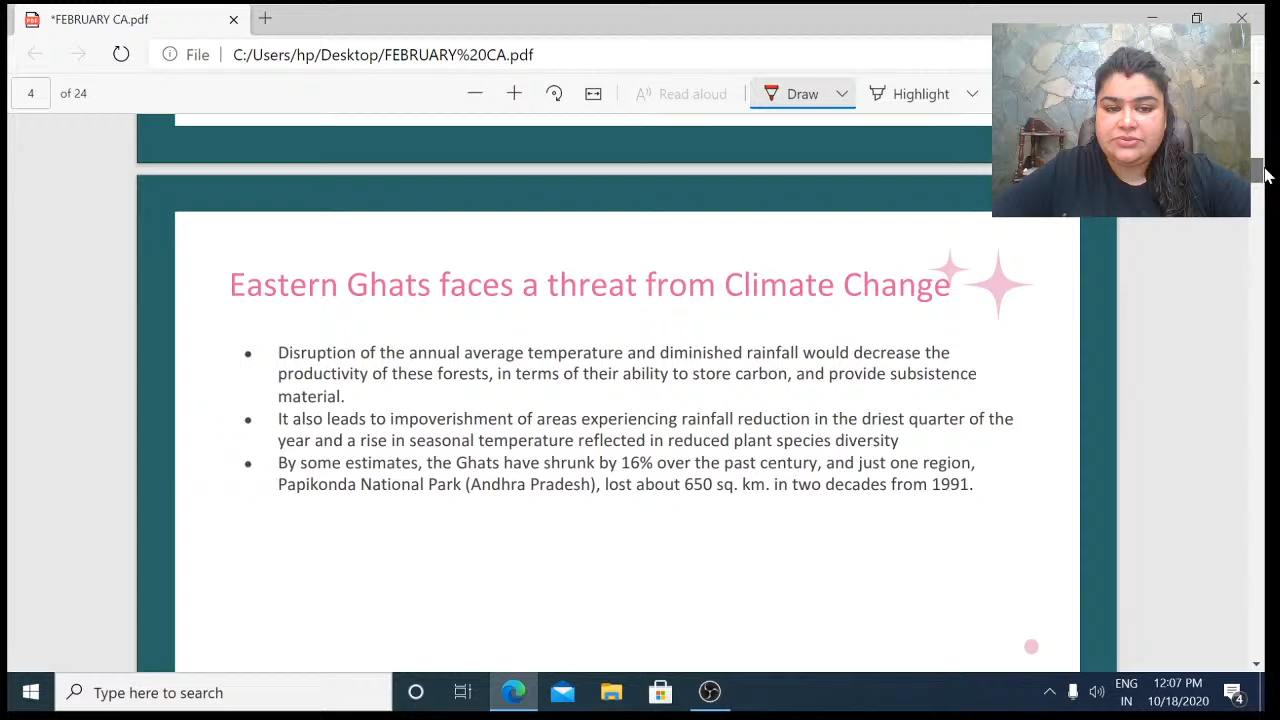 *FEBRUARY CA.pdf
File C:/Users/hp/Desktop/FEBRUARY%20CA.pdf
4 of 24 Read aloud Draw Highlight
Eastern Ghats faces a threat from Climate Change
Disruption of the annual average temperature and diminished rainfall would decrease the
productivity of these forests, in terms of their ability to store carbon, and provide subsistence
material.
It also leads to impoverishment of areas experiencing rainfall reduction in the driest quarter of the
year and a rise in seasonal temperature reflected in reduced plant species diversity
By some estimates, the Ghats have shrunk by 16% over the past century, and just one region,
Papikonda National Park (Andhra Pradesh), lost about 650 sq. km. in two decades from 1991.
Type here to search
ENG 12:07 PM
IN 10/18/2020 4